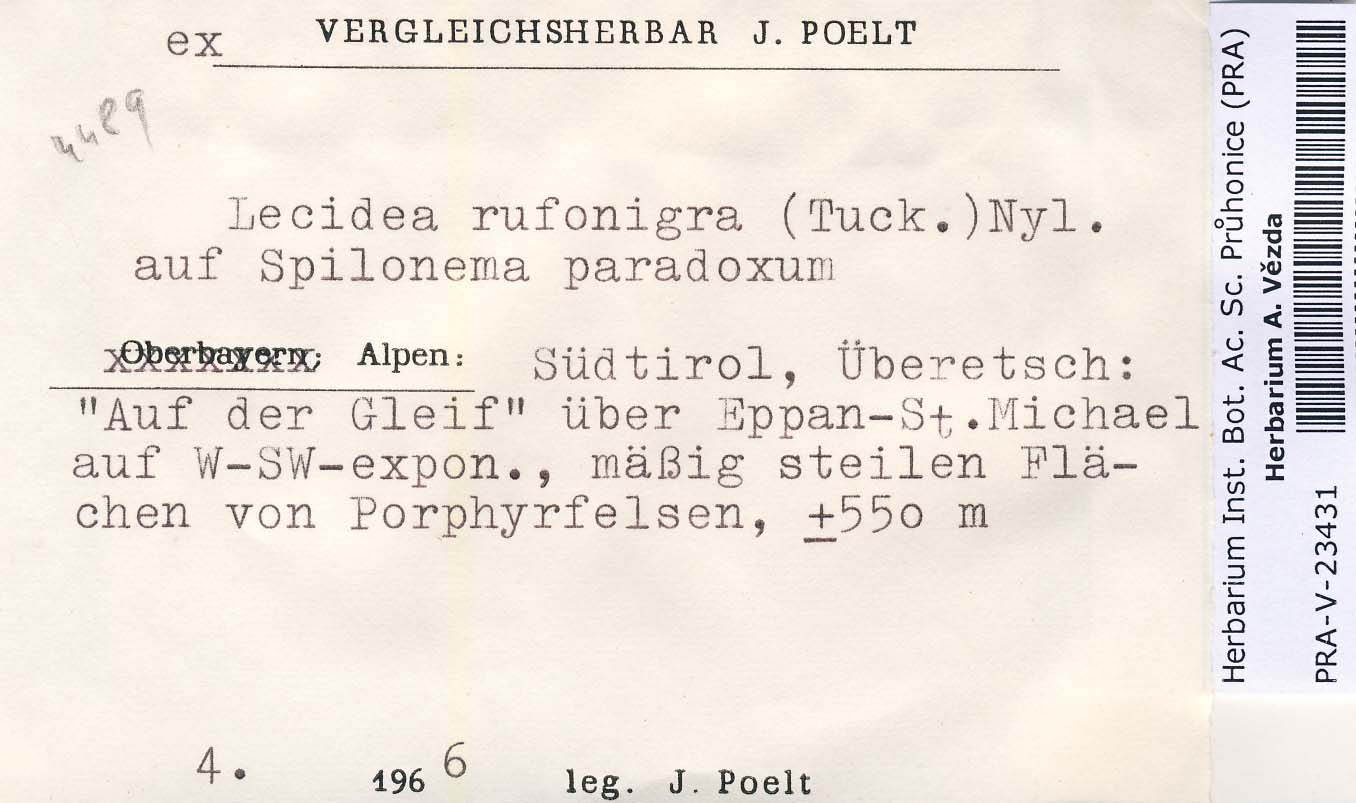 ex VERGLEICHSHERBAR J. POELT
4489
Lecidea rufonigra (Tuck.)Nyl.
auf Spilonema paradoxum
Oberbayern; Alpen: Südtirol, Überetsch:
"Auf der Gleif" über Eppan-St.Michael
auf W-SW-expon., mäßig steilen Flä-
chen von Porphyrfelsen, ±550 m
4. 1966 leg. J. Poelt
Herbarium Inst. Bot. Ac. Sc. Průhonice (PRA)
Herbarium A. Vězda
PRA-V-23431